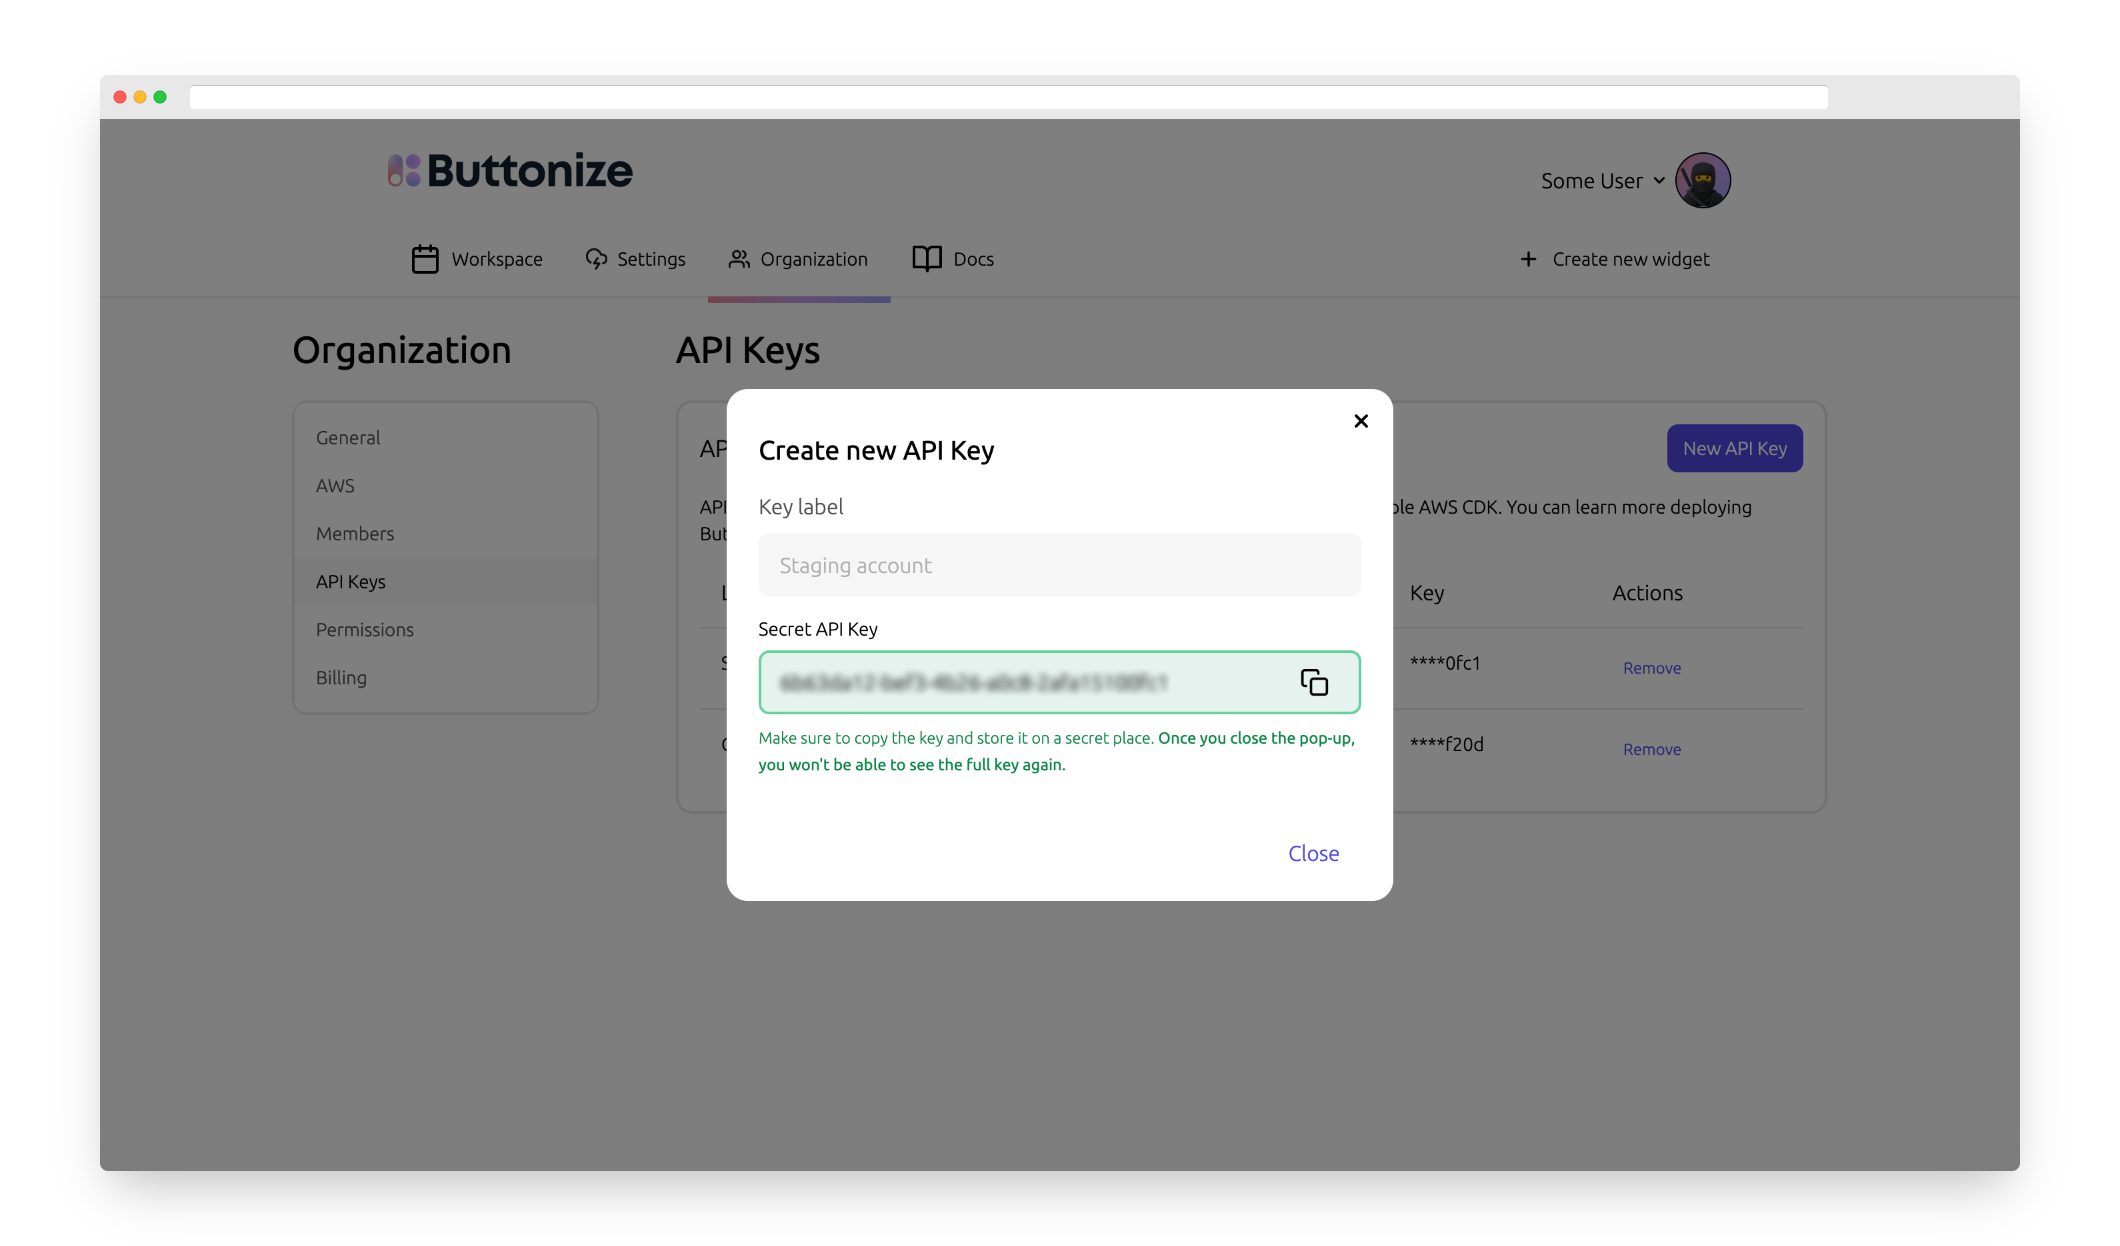 Buttonize
Some User
Workspace
Settings
Organization
Docs
Create new widget
Organization
API Keys
General
AWS
Members
API Keys
Permissions
Billing
New API Key
ble AWS CDK. You can learn more deploying
Key
Actions
****0fc1
Remove
****f20d
Remove
Create new API Key
Key label
Staging account
Secret API Key
Make sure to copy the key and store it on a secret place. Once you close the pop-up,
you won't be able to see the full key again.
Close